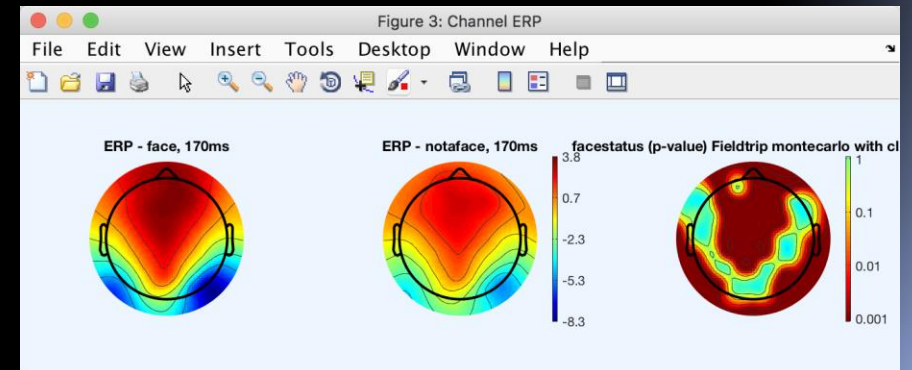 Figure 3: Channel ERP
File Edit View Insert Tools Desktop Window Help
ERP - face, 170ms
ERP - notaface, 170ms
facestatus (p-value) Fieldtrip montecarlo with cl
3.8
0.7
-2.3
-5.3
-8.3
1
0.1
0.01
0.001